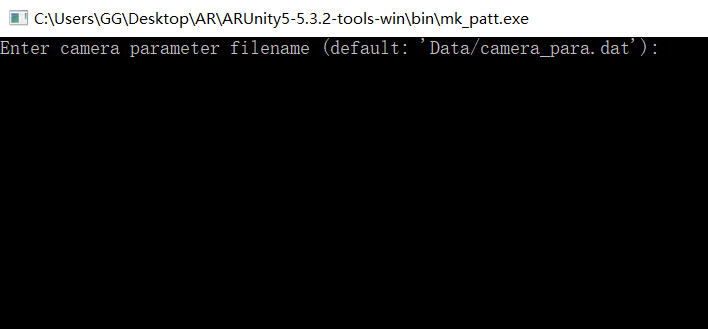 C:\Users\GG\Desktop\AR\ARUnity5-5.3.2-tools-win\bin\mk_patt.exe
Enter camera parameter filename (default: 'Data/camera_para.dat'):